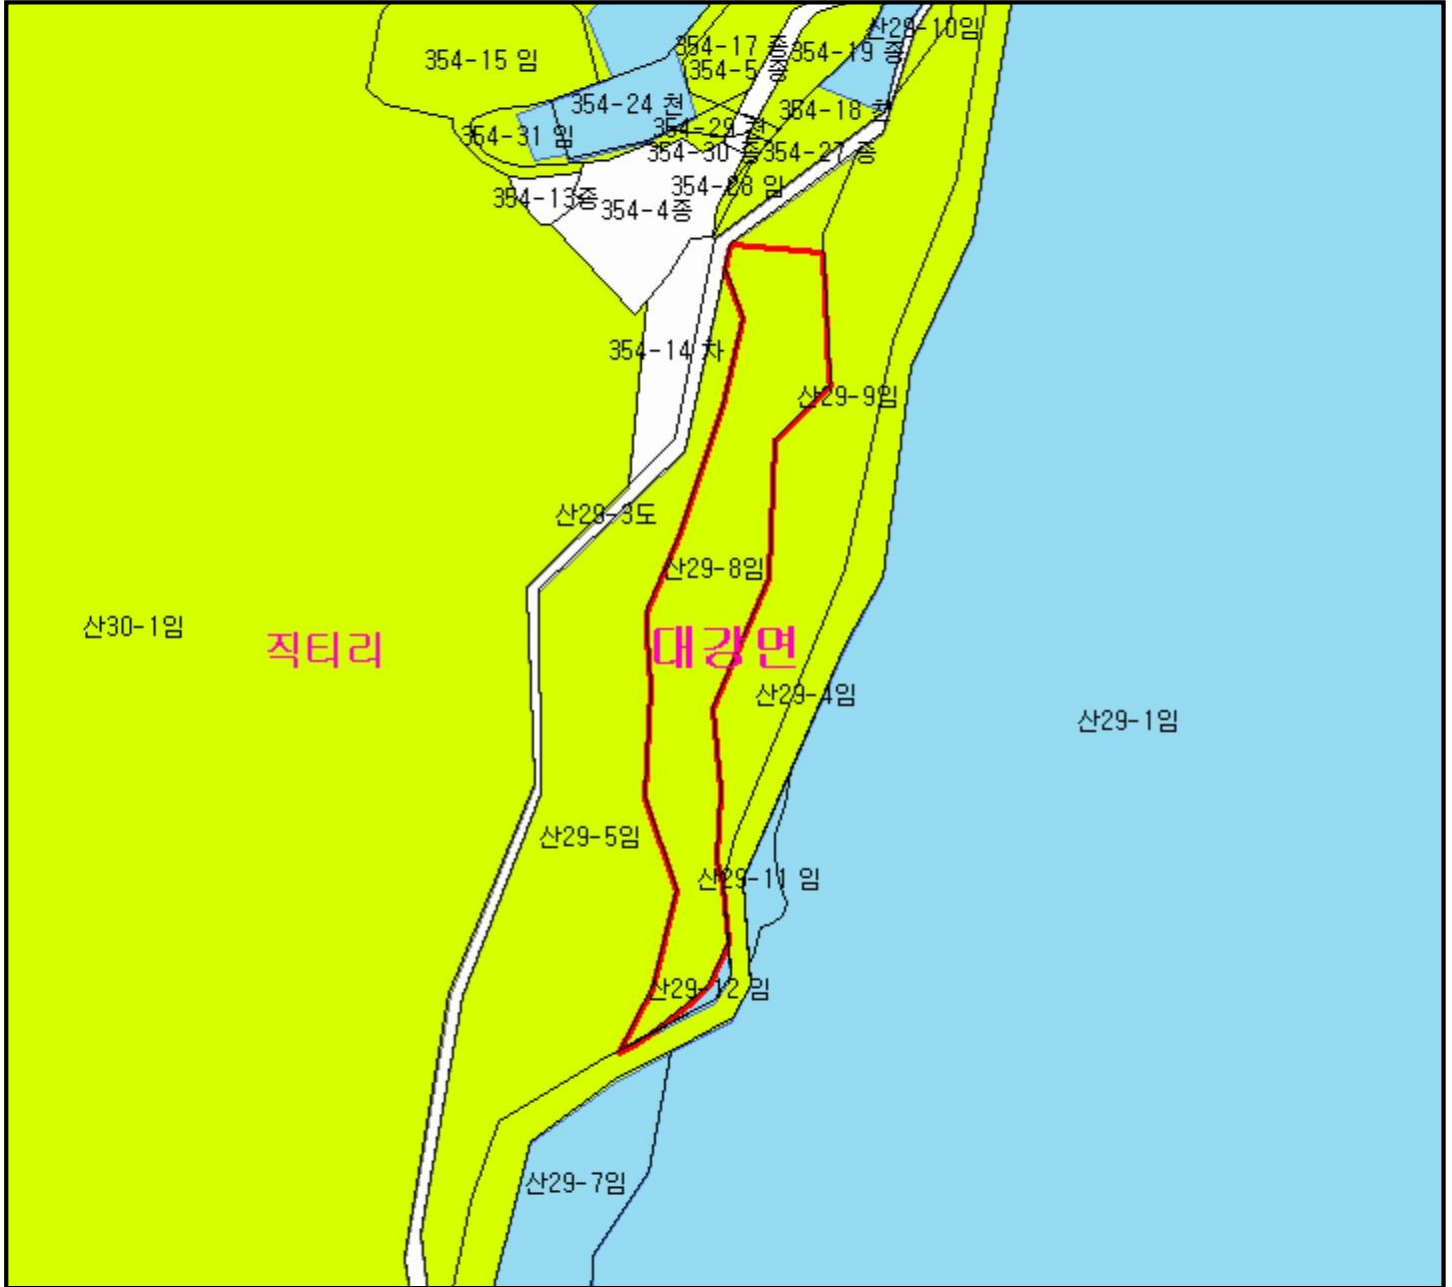 산29-10임
354-17 종
354-19 종
354-15 임
354-5 종
354-24 천
354-18 천
354-29 천
354-31 임
354-30 종
354-27 종
354-28 임
354-13종
354-4종
354-14 차
산29-9임
산29-3도
산29-8임
산30-1임
직티리
대강면
산29-4임
산29-1임
산29-5임
산29-11 임
산29-12 임
산29-7임